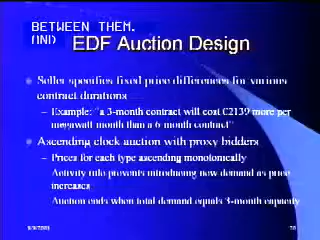 BETWEEN THEM.
AND
EDF Auction Design
Seller specifies fixed price differences for various
contract durations
– Example: "a 3-month contract will cost €2139 more per
megawatt month than a 6 month contract"
Ascending clock auction with proxy bidders
– Prices for each type ascending monotonically
Activity rule prevents introducing new demand as price
increases
Auction ends when total demand equals 3-month capacity